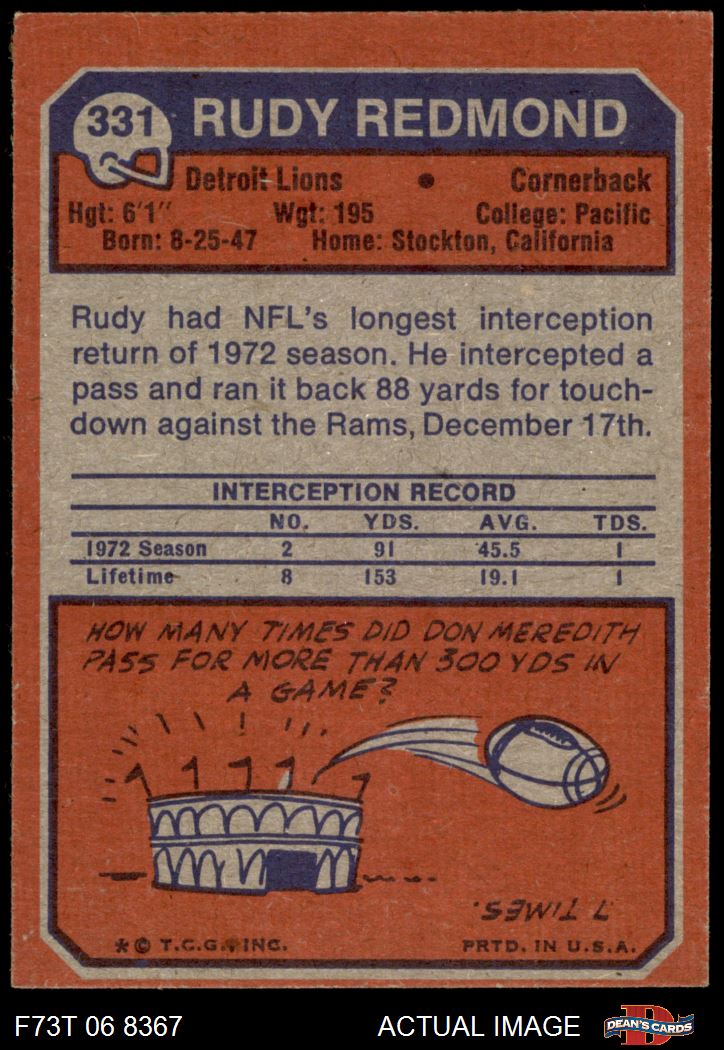 331 RUDY REDMOND
Detroit Lions • Cornerback
Hgt: 6'1" Wgt: 195 College: Pacific
Born: 8-25-47 Home: Stockton, California
Rudy had NFL's longest interception
return of 1972 season. He intercepted a
pass and ran it back 88 yards for touch-
down against the Rams, December 17th.
INTERCEPTION RECORD
NO. YDS. AVG. TDS.
1972 Season 2 91 45.5 1
Lifetime 8 153 19.1 1
HOW MANY TIMES DID DON MEREDITH
PASS FOR MORE THAN 300 YDS IN
A GAME?
7 TIMES.
* © T.C.G. INC. PRTD. IN U.S.A.
F73T 06 8367 ACTUAL IMAGE D DEAN'S CARDS